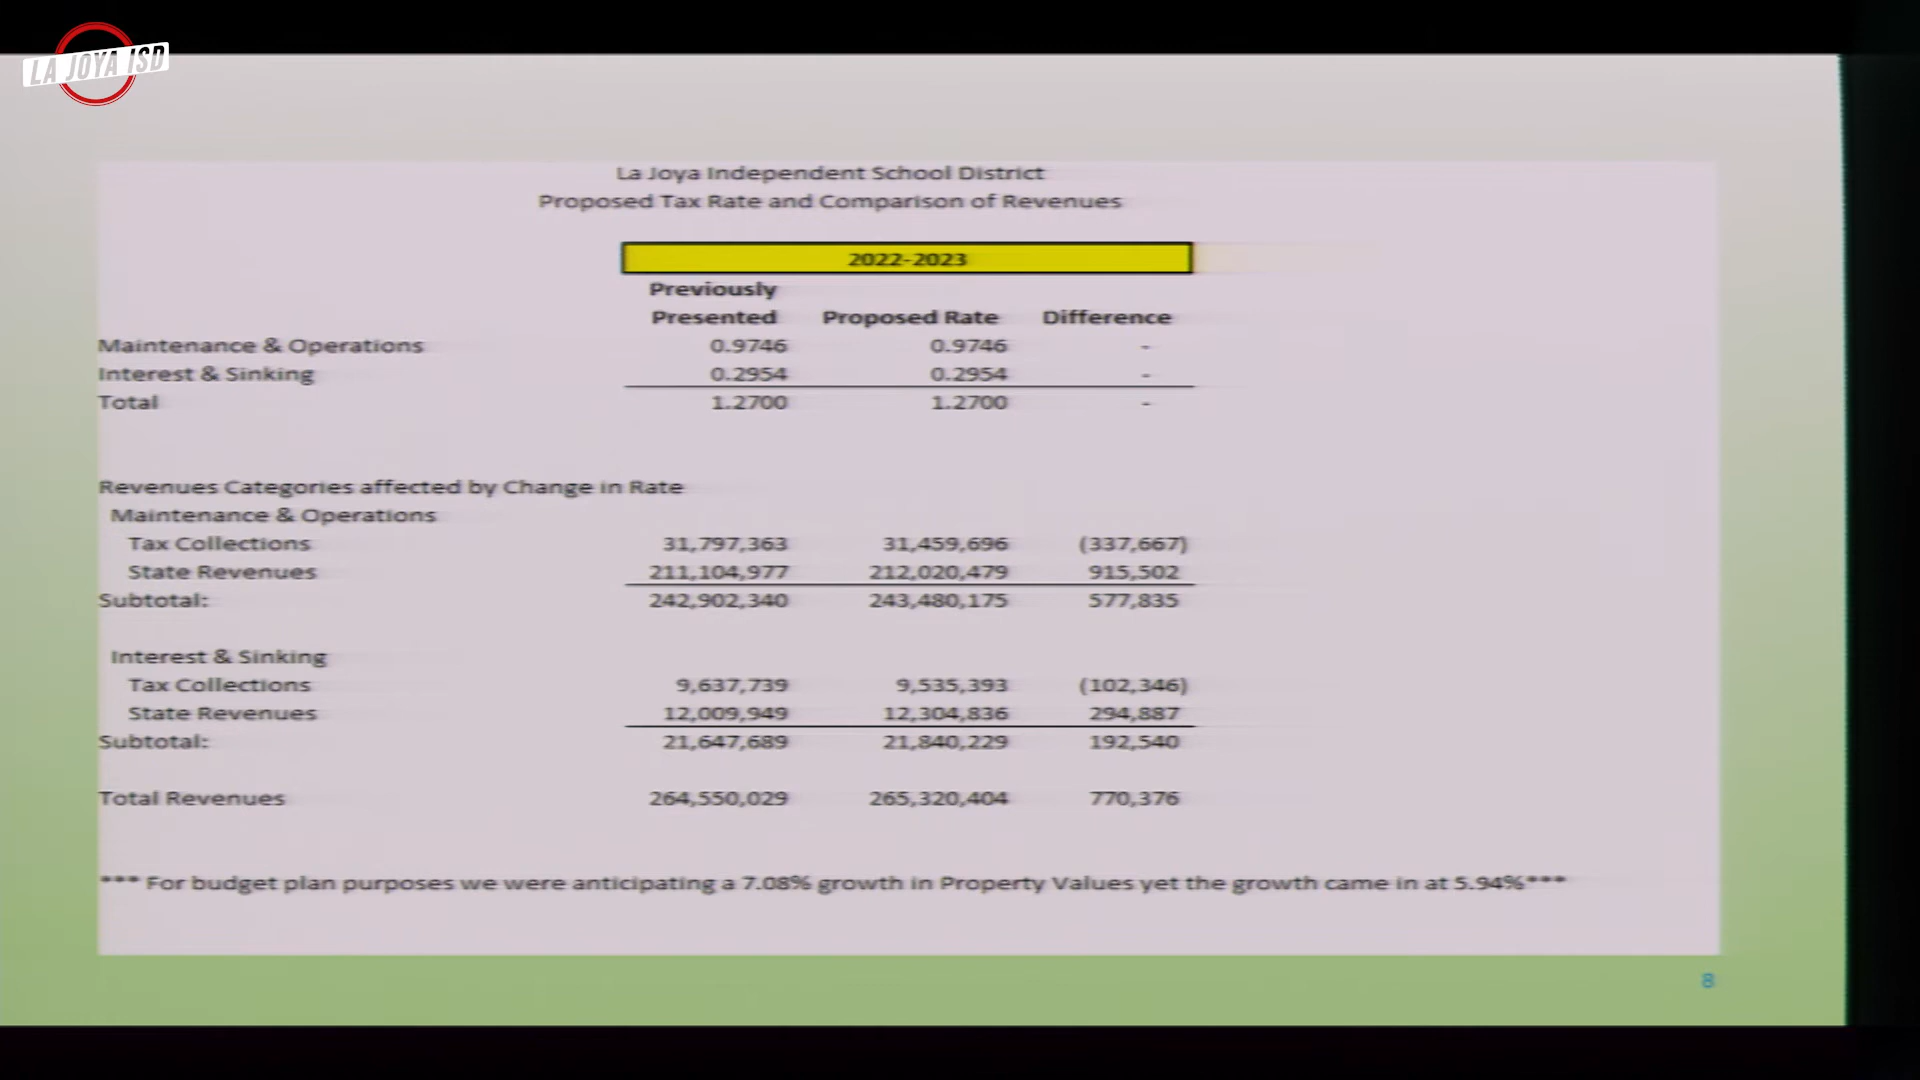 LA JOYA ISD
La Joya Independent School District
Proposed Tax Rate and Comparison of Revenues
2022-2023
Previously
Presented Proposed Rate Difference
Maintenance & Operations 0.9746 0.9746 -
Interest & Sinking 0.2954 0.2954 -
Total 1.2700 1.2700 -
Revenues Categories affected by Change in Rate
Maintenance & Operations
Tax Collections 31,797,363 31,459,696 (337,667)
State Revenues 211,104,977 212,020,479 915,502
Subtotal: 242,902,340 243,480,175 577,835
Interest & Sinking
Tax Collections 9,637,739 9,535,393 (102,346)
State Revenues 12,009,949 12,304,836 294,887
Subtotal: 21,647,689 21,840,229 192,540
Total Revenues 264,550,029 265,320,404 770,376
*** For budget plan purposes we were anticipating a 7.08% growth in Property Values yet the growth came in at 5.94%***
8